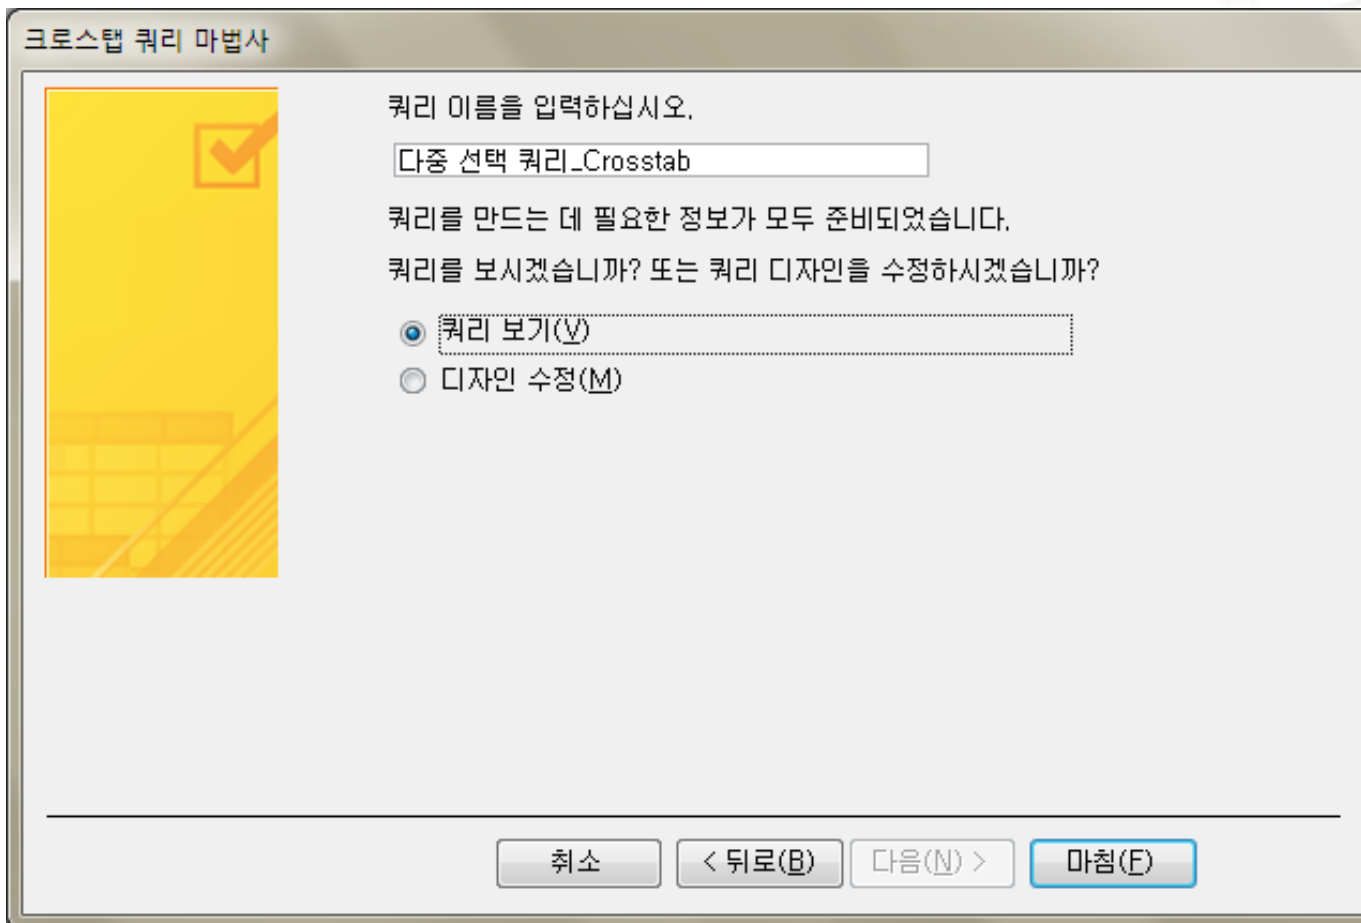 크로스탭 쿼리 마법사
쿼리 이름을 입력하십시오.
다중 선택 쿼리_Crosstab
쿼리를 만드는 데 필요한 정보가 모두 준비되었습니다.
쿼리를 보시겠습니까? 또는 쿼리 디자인을 수정하시겠습니까?
쿼리 보기(V)
디자인 수정(M)
취소 < 뒤로(B) 다음(N) > 마침(F)